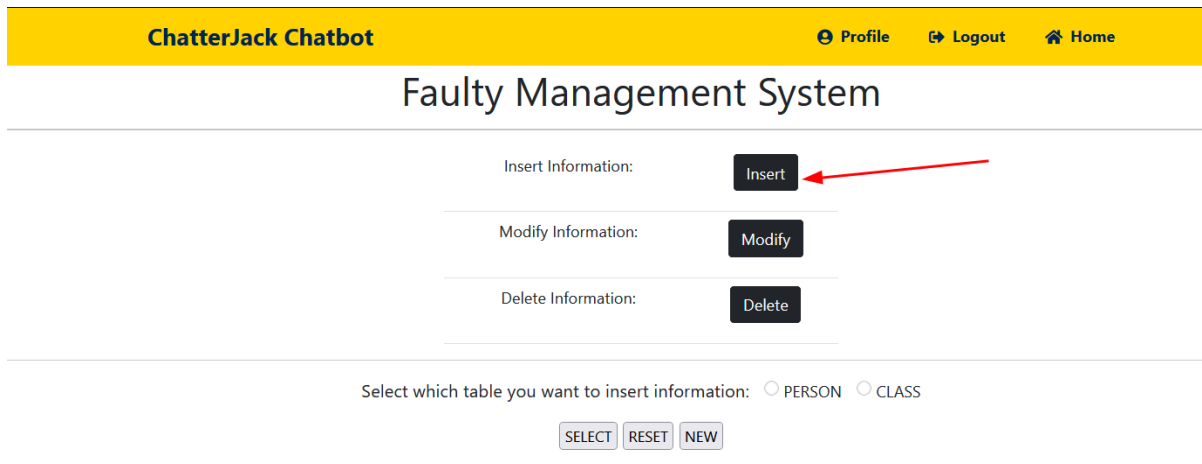 ChatterJack Chatbot Profile Logout Home
Faulty Management System
Insert Information: Insert
Modify Information: Modify
Delete Information: Delete
Select which table you want to insert information: PERSON CLASS
SELECT RESET NEW